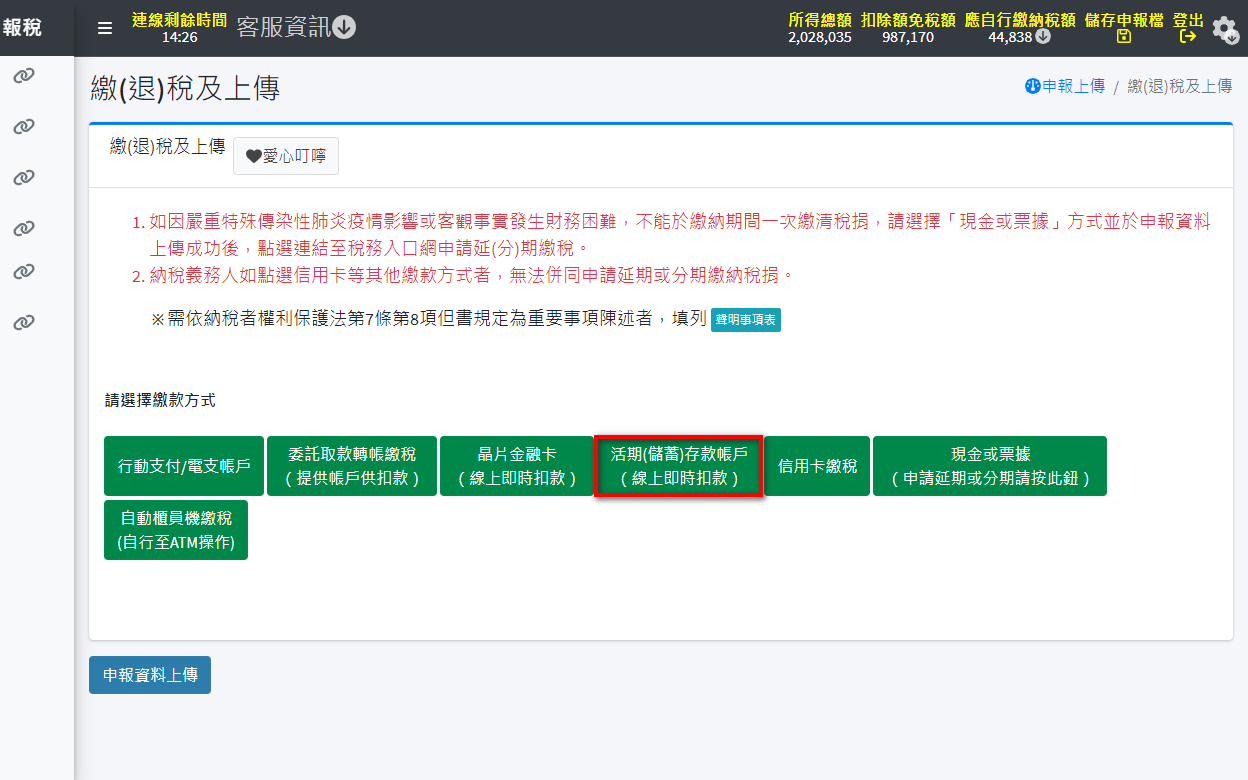 報稅
連線剩餘時間
14:26
客服資訊
所得總額 扣除額免稅額 應自行繳納稅額 儲存申報檔 登出
2,028,035 987,170 44,838
繳(退)稅及上傳
申報上傳 / 繳(退)稅及上傳
繳(退)稅及上傳 愛心叮嚀
1. 如因嚴重特殊傳染性肺炎疫情影響或客觀事實發生財務困難，不能於繳納期間一次繳清稅捐，請選擇「現金或票據」方式並於申報資料
上傳成功後，點選連結至稅務入口網申請延(分)期繳稅。
2. 納稅義務人如點選信用卡等其他繳款方式者，無法併同申請延期或分期繳納稅捐。
※需依納稅者權利保護法第7條第8項但書規定為重要事項陳述者，填列 聲明事項表
請選擇繳款方式
行動支付/電支帳戶
委託取款轉帳繳稅
（提供帳戶供扣款）
晶片金融卡
（線上即時扣款）
活期(儲蓄)存款帳戶
（線上即時扣款）
信用卡繳稅
現金或票據
（申請延期或分期請按此鈕）
自動櫃員機繳稅
(自行至ATM操作)
申報資料上傳